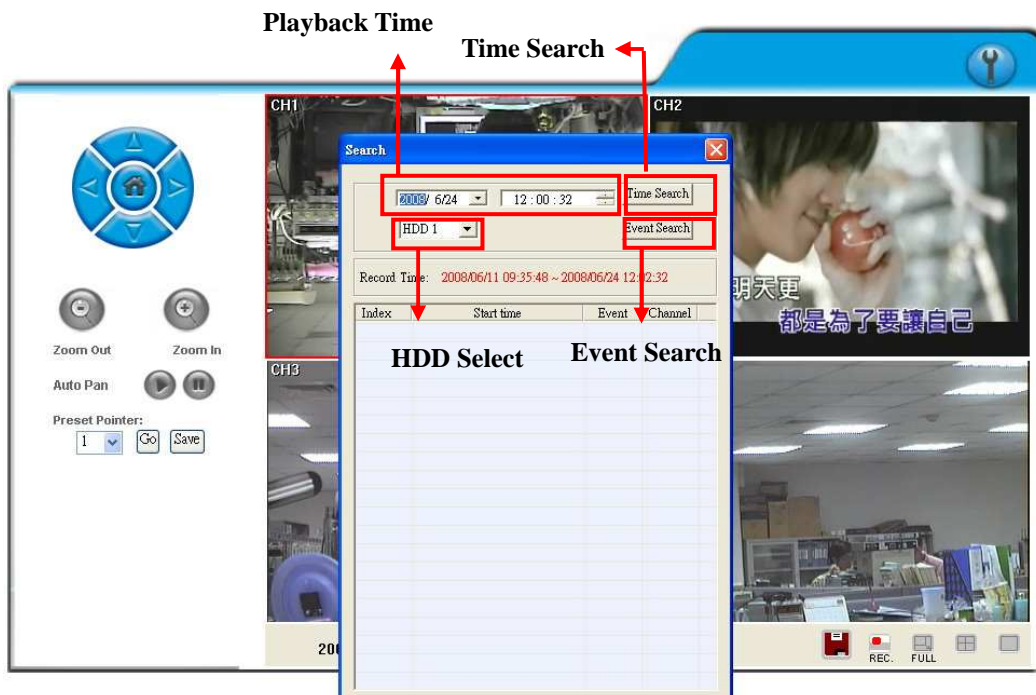 Playback Time
Time Search
CH1
CH2
Search
2008/ 6/24
12 : 00 : 32
Time Search
HDD 1
Event Search
Record Time: 2008/06/11 09:35:48 ~ 2008/06/24 12:02:32
Index Start time Event Channel
明天更
都是為了要讓自己
HDD Select
Event Search
Zoom Out
Zoom In
CH3
Auto Pan
Preset Pointer:
1
Go
Save
REC.
FULL